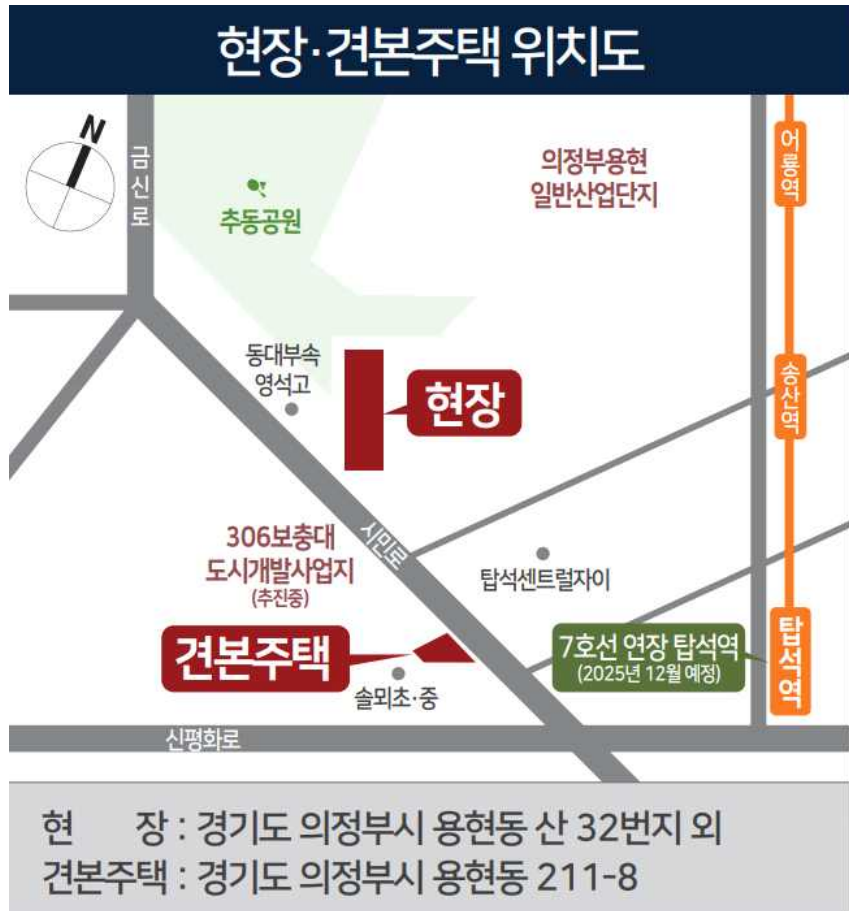 현장·견본주택 위치도
N
금신로
추동공원
의정부용현
일반산업단지
어룡역
동대부속
영석고
현장
송산역
306보충대
도시개발사업지
(추진중)
시민로
탑석센트럴자이
견본주택
솔뫼초·중
7호선 연장 탑석역
(2025년 12월 예정)
탑석역
신평화로
현 장 : 경기도 의정부시 용현동 산 32번지 외
견본주택 : 경기도 의정부시 용현동 211-8